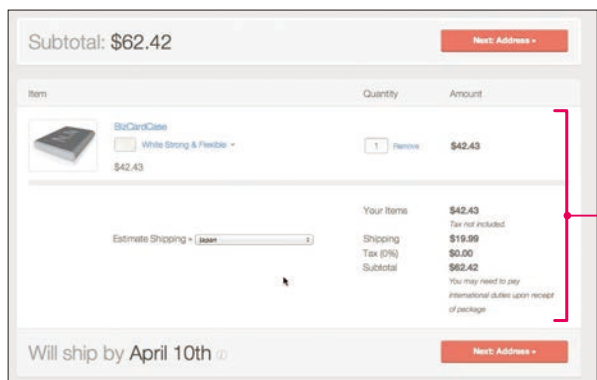 Subtotal: $62.42
Next: Address »
Item Quantity Amount
BizCardCase
White Strong & Flexible
1 Remove $42.43
$42.43
Your Items $42.43
Tax not included.
Estimate Shipping Japan
Shipping $19.99
Tax (0%) $0.00
Subtotal $62.42
You may need to pay
international duties upon receipt
of package
Will ship by April 10th
Next: Address »